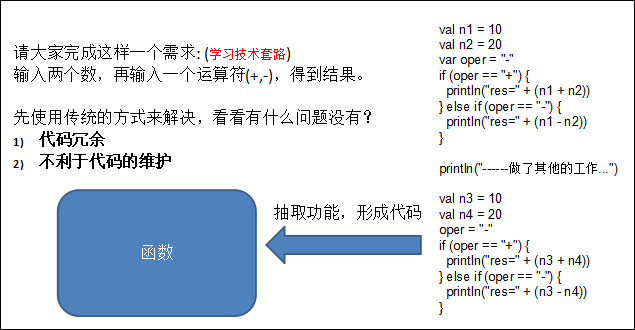 请大家完成这样一个需求: (学习技术套路)
输入两个数，再输入一个运算符(+,-)，得到结果。
先使用传统的方式来解决，看看有什么问题没有？
1) 代码冗余
2) 不利于代码的维护
函数
抽取功能，形成代码
val n1 = 10
val n2 = 20
var oper = "-"
if (oper == "+") {
println("res=" + (n1 + n2))
} else if (oper == "-") {
println("res=" + (n1 - n2))
}
println("------做了其他的工作...")
val n3 = 10
val n4 = 20
oper = "-"
if (oper == "+") {
println("res=" + (n3 + n4))
} else if (oper == "-") {
println("res=" + (n3 - n4))
}